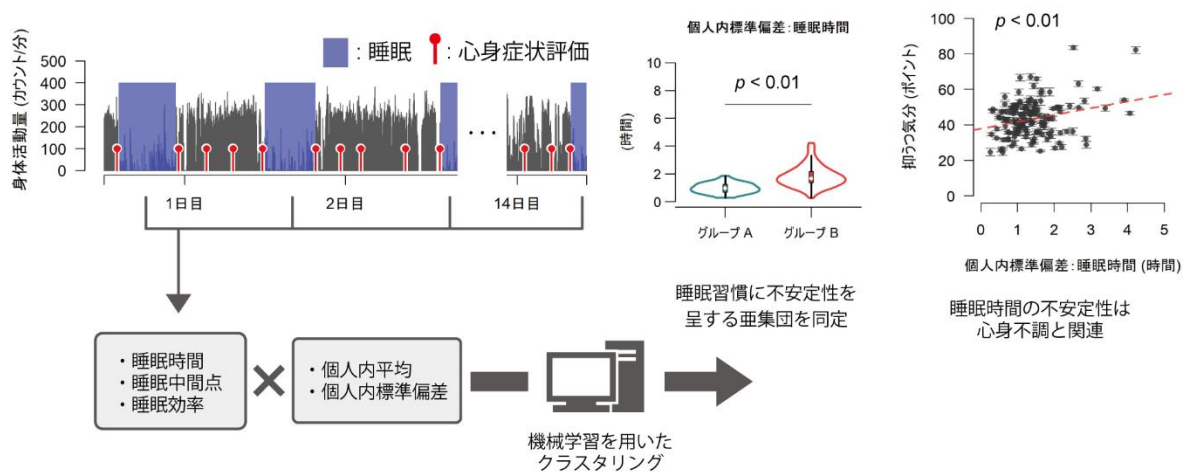 ■: 睡眠 : 心身症状評価
身体活動量 (カウント/分)
500
400
300
200
100
0
・・・
1日目
2日目
14日目
・睡眠時間
・睡眠中間点
・睡眠効率
×
・個人内平均
・個人内標準偏差
機械学習を用いた
クラスタリング
個人内標準偏差:睡眠時間
p < 0.01
(時間)
10
8
6
4
2
0
グループ A
グループ B
睡眠習慣に不安定性を
呈する亜集団を同定
p < 0.01
抑うつ気分 (ポイント)
100
80
60
40
20
0
0 1 2 3 4 5
個人内標準偏差:睡眠時間 (時間)
睡眠時間の不安定性は
心身不調と関連